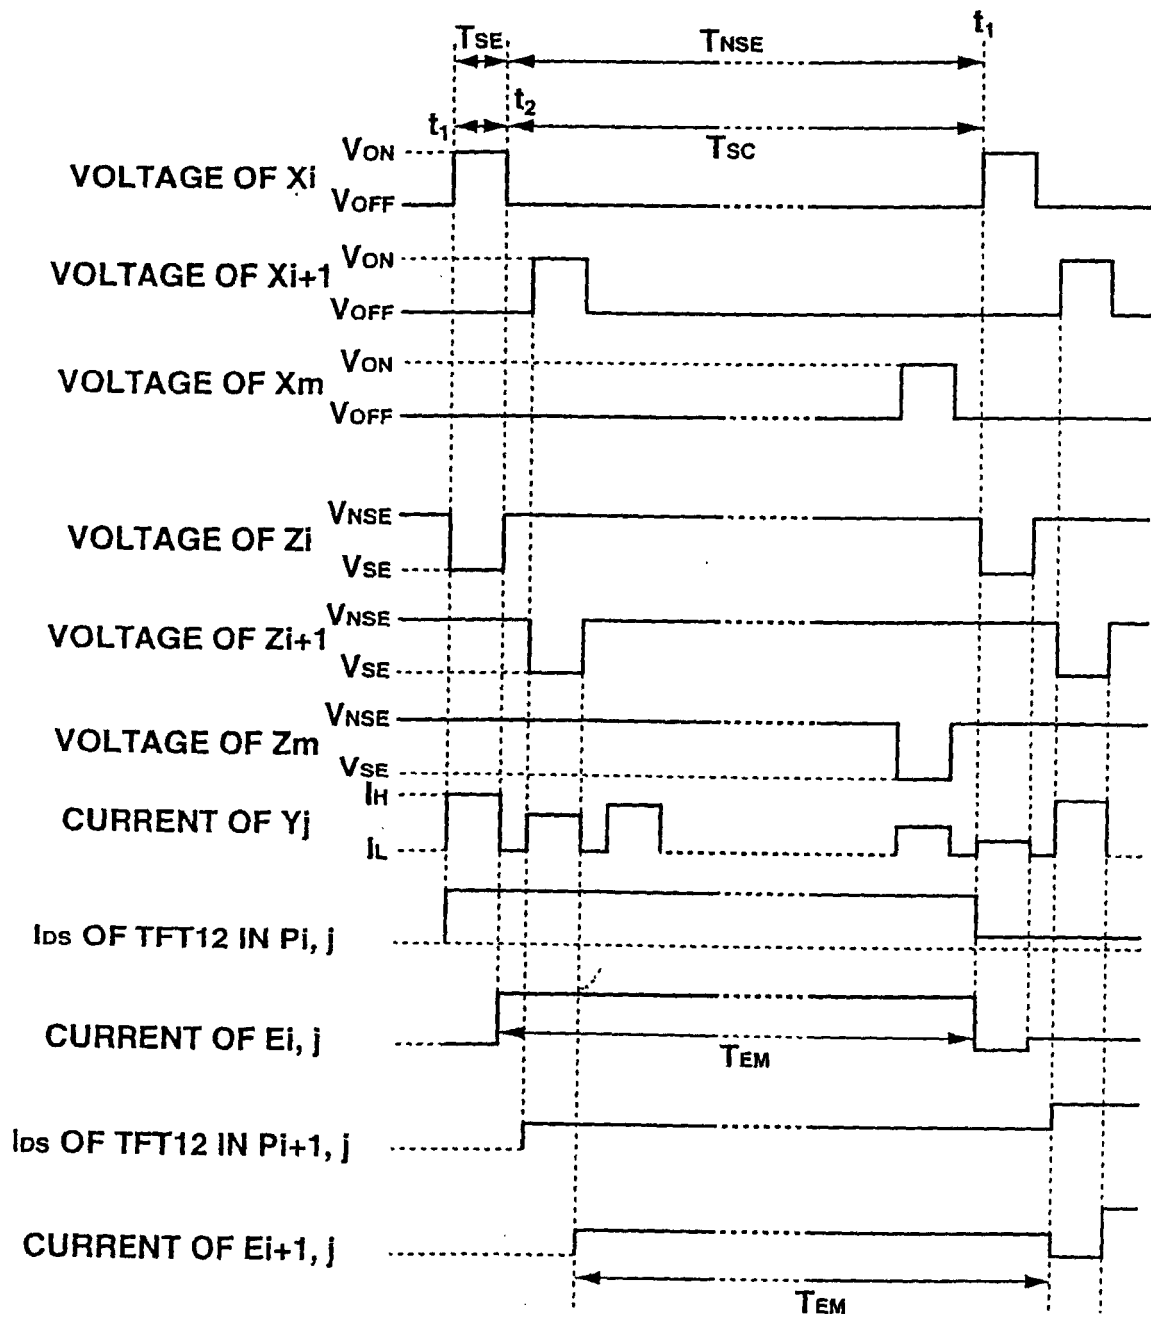 t1
TSE TNSE
t1 t2
TSC
VOLTAGE OF Xi VON VOFF
VOLTAGE OF Xi+1 VON VOFF
VOLTAGE OF Xm VON VOFF
VOLTAGE OF Zi VNSE VSE
VOLTAGE OF Zi+1 VNSE VSE
VOLTAGE OF Zm VNSE VSE
CURRENT OF Yj IH IL
IDS OF TFT12 IN Pi, j
CURRENT OF Ei, j
TEM
IDS OF TFT12 IN Pi+1, j
CURRENT OF Ei+1, j
TEM